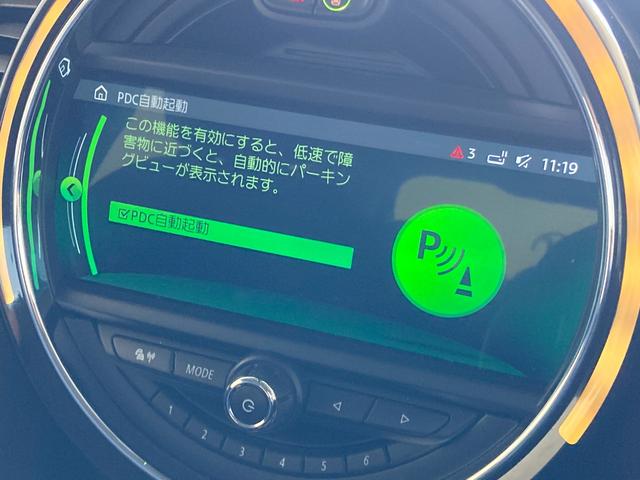 PDC自動起動
3 11:19
この機能を有効にすると、低速で障
害物に近づくと、自動的にパーキン
グビューが表示されます。
PDC自動起動
P
MODE
1 2 3 4 5 6